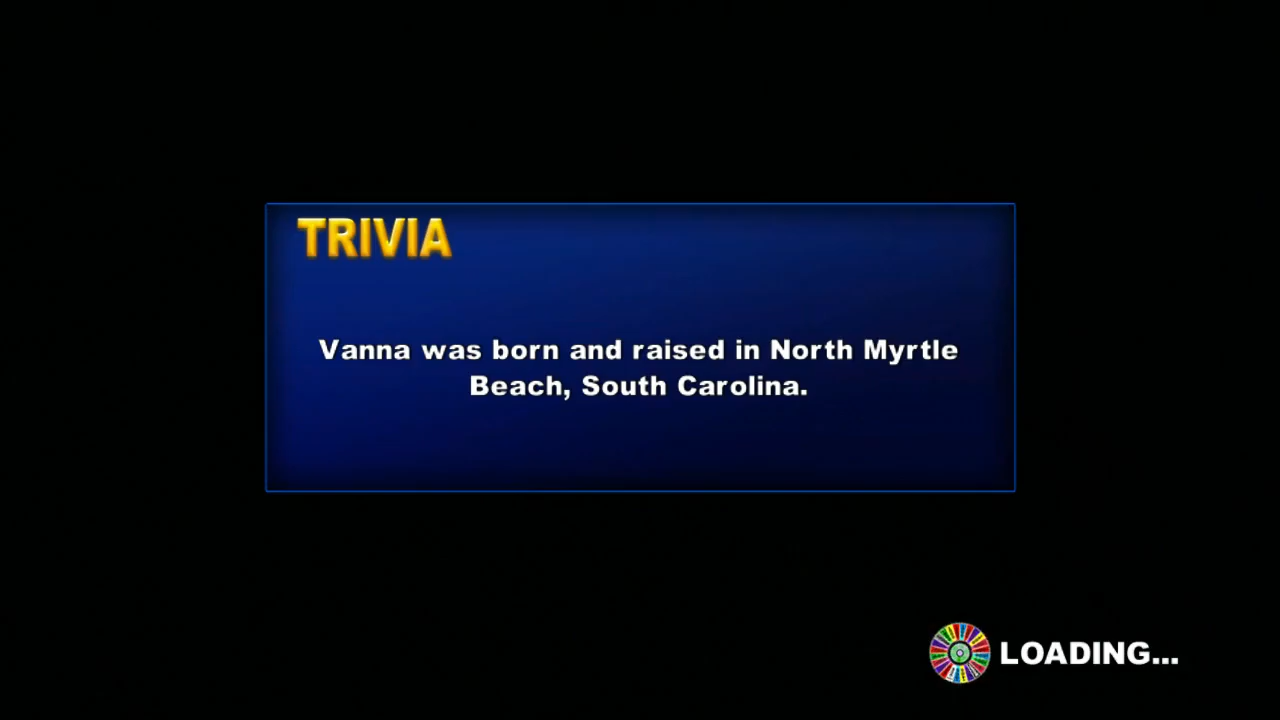 TRIVIA
Vanna was born and raised in North Myrtle
Beach, South Carolina.
LOADING...